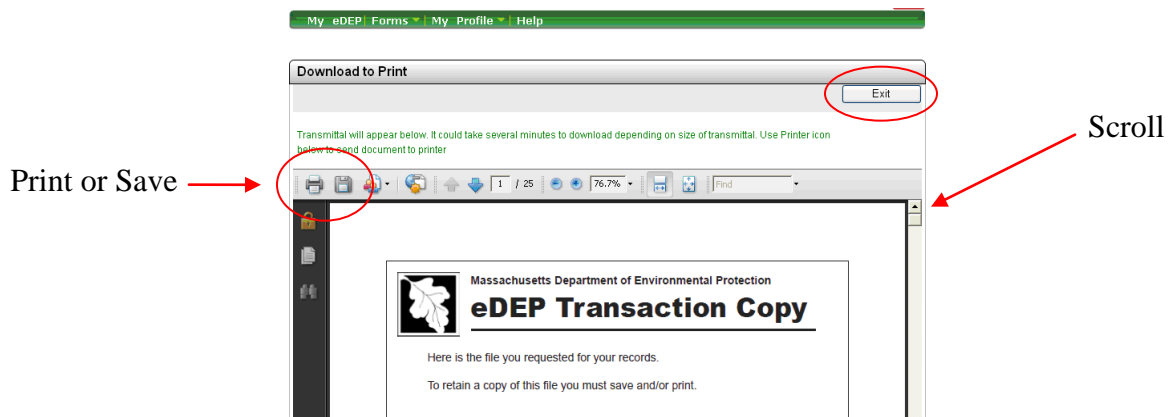 My eDEP Forms My Profile Help
Download to Print
Exit
Transmittal will appear below. It could take several minutes to download depending on size of transmittal. Use Printer icon
below to send document to printer
Scroll
Print or Save
1 / 25 76.7% Find
Massachusetts Department of Environmental Protection
eDEP Transaction Copy
Here is the file you requested for your records.
To retain a copy of this file you must save and/or print.